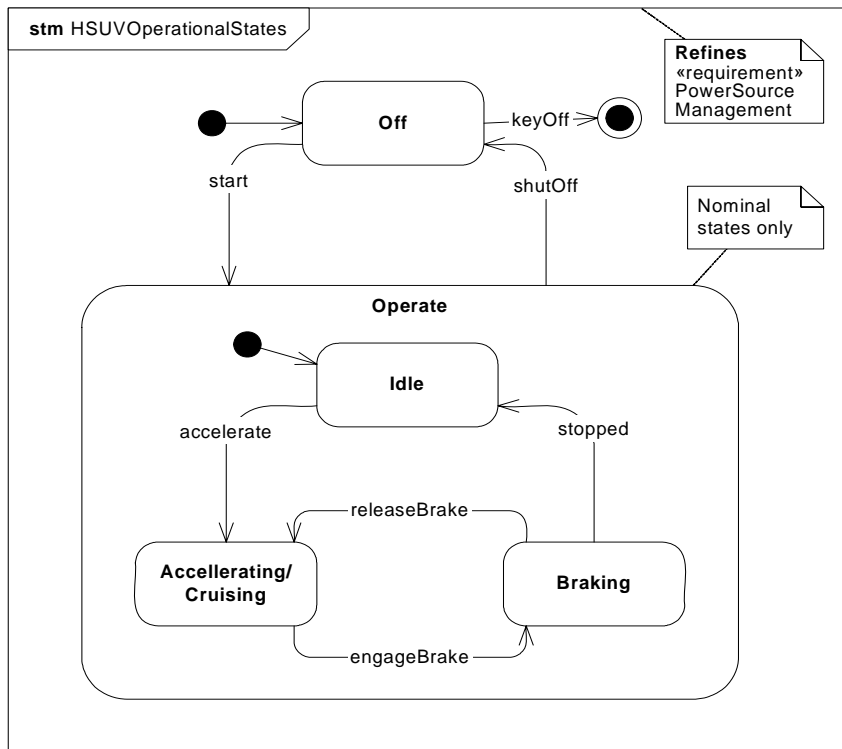 stm HSUVOperationalStates
Refines
«requirement»
PowerSource
Management
Off
keyOff
start
shutOff
Nominal
states only
Operate
Idle
accelerate
stopped
releaseBrake
Accellerating/
Cruising
Braking
engageBrake